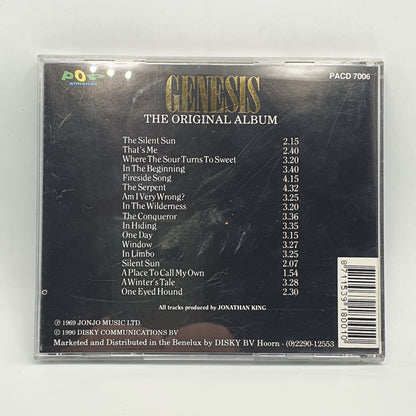 pop
almanac
PACD 7006
GENESIS
THE ORIGINAL ALBUM
The Silent Sun 2.15
That's Me 2.40
Where The Sour Turns To Sweet 3.20
In The Beginning 3.40
Fireside Song 4.15
The Serpent 4.32
Am I Very Wrong? 3.25
In The Wilderness 3.20
The Conqueror 3.36
In Hiding 3.35
One Day 3.15
Window 3.27
In Limbo 3.25
Silent Sun 2.07
A Place To Call My Own 1.54
A Winter's Tale 3.28
One Eyed Hound 2.30
All tracks produced by JONATHAN KING
℗ 1969 JONJO MUSIC LTD.
© 1990 DISKY COMMUNICATIONS BV
Marketed and Distributed in the Benelux by DISKY BV Hoorn - (0)2290-12553
8 711539 180010